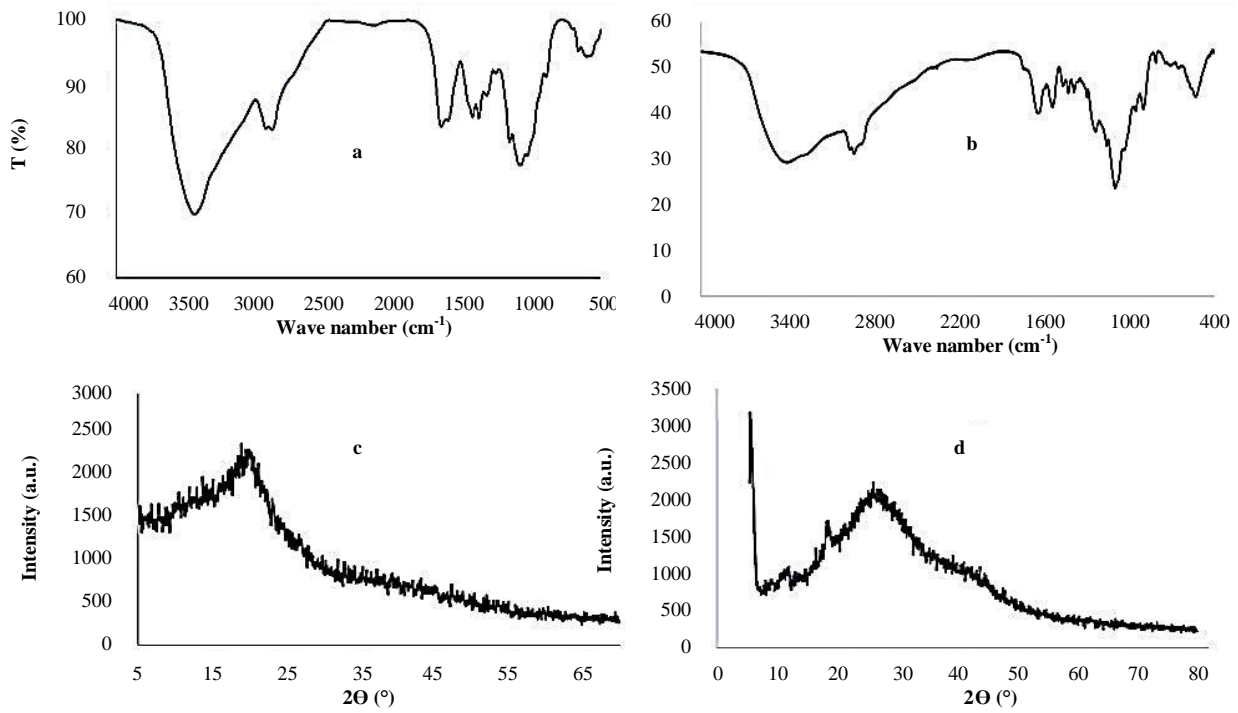 100
90
80
70
60
T (%)
a
4000 3500 3000 2500 2000 1500 1000 500
Wave namber (cm-1)
60
50
40
30
20
10
0
b
4000 3400 2800 2200 1600 1000 400
Wave namber (cm-1)
3000
2500
2000
1500
1000
500
0
Intensity (a.u.)
c
5 15 25 35 45 55 65
2Θ (°)
3500
3000
2500
2000
1500
1000
500
0
Intensity (a.u.)
d
0 10 20 30 40 50 60 70 80
2Θ (°)